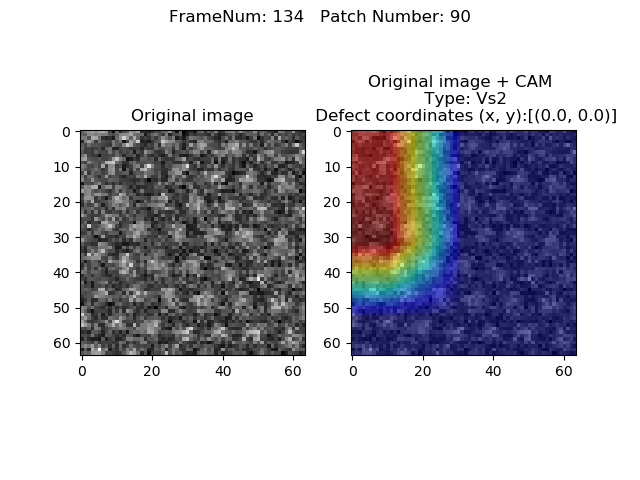 FrameNum: 134   Patch Number: 90
Original image
Original image + CAM
Type: Vs2
Defect coordinates (x, y):[(0.0, 0.0)]
0
10
20
30
40
50
60
0 20 40 60
0
10
20
30
40
50
60
0 20 40 60